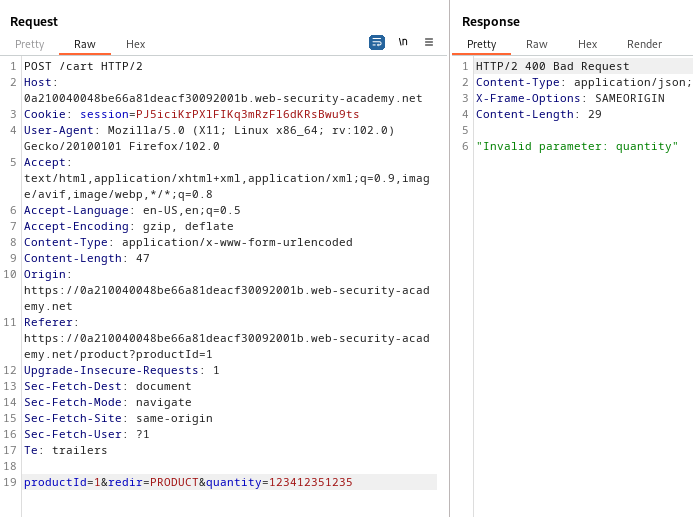 Request
Pretty Raw Hex
\n
1 POST /cart HTTP/2
2 Host:
0a210040048be66a81deacf30092001b.web-security-academy.net
3 Cookie: session=PJ5iciKrPX1FIKq3mRzFl6dKRsBwu9ts
4 User-Agent: Mozilla/5.0 (X11; Linux x86_64; rv:102.0)
Gecko/20100101 Firefox/102.0
5 Accept:
text/html,application/xhtml+xml,application/xml;q=0.9,imag
e/avif,image/webp,*/*;q=0.8
6 Accept-Language: en-US,en;q=0.5
7 Accept-Encoding: gzip, deflate
8 Content-Type: application/x-www-form-urlencoded
9 Content-Length: 47
10 Origin:
https://0a210040048be66a81deacf30092001b.web-security-acad
emy.net
11 Referer:
https://0a210040048be66a81deacf30092001b.web-security-acad
emy.net/product?productId=1
12 Upgrade-Insecure-Requests: 1
13 Sec-Fetch-Dest: document
14 Sec-Fetch-Mode: navigate
15 Sec-Fetch-Site: same-origin
16 Sec-Fetch-User: ?1
17 Te: trailers
18
19 productId=1&redir=PRODUCT&quantity=123412351235
Response
Pretty Raw Hex Render
1 HTTP/2 400 Bad Request
2 Content-Type: application/json;
3 X-Frame-Options: SAMEORIGIN
4 Content-Length: 29
5
6 "Invalid parameter: quantity"